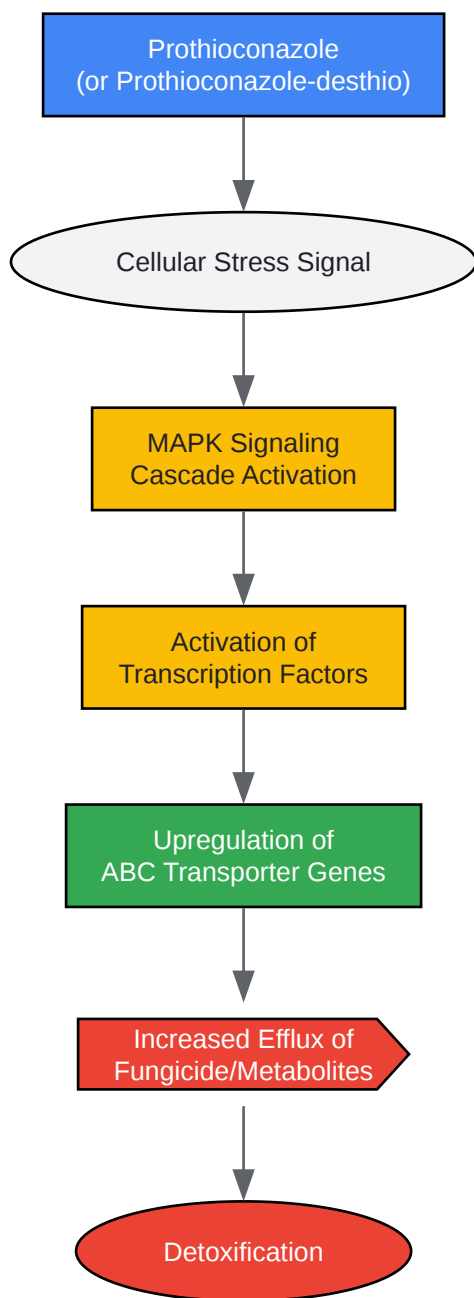 Prothioconazole
(or Prothioconazole-desthio)
Cellular Stress Signal
MAPK Signaling
Cascade Activation
Activation of
Transcription Factors
Upregulation of
ABC Transporter Genes
Increased Efflux of
Fungicide/Metabolites
Detoxification